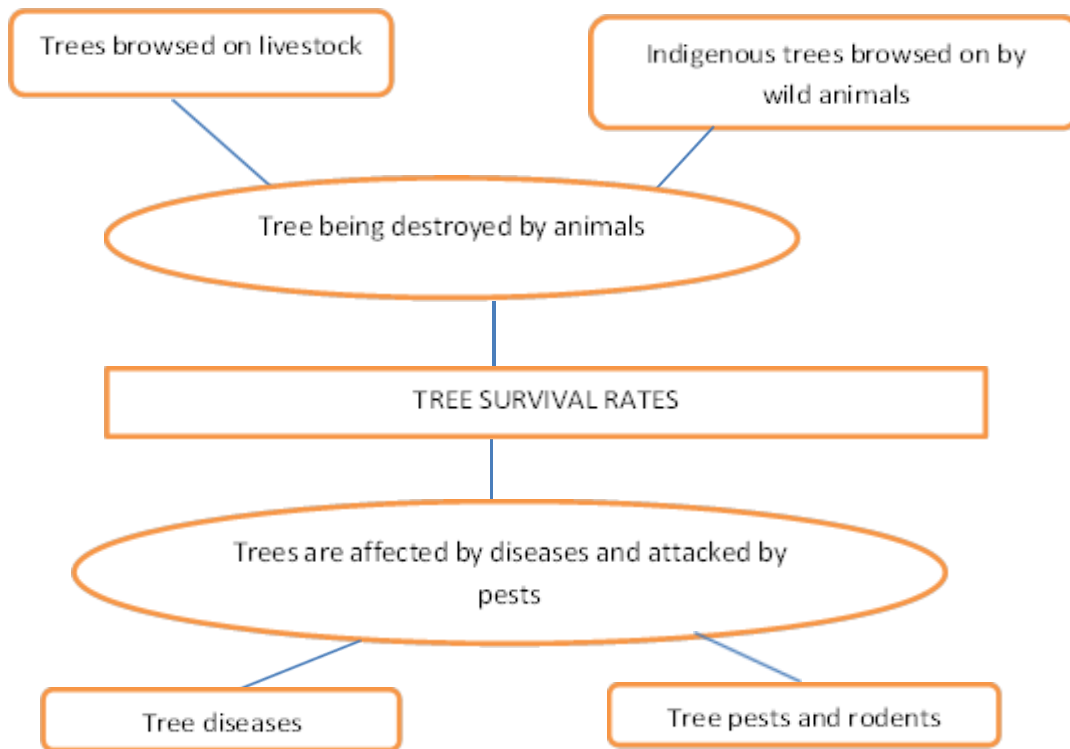 Trees browsed on livestock
Indigenous trees browsed on by
wild animals
Tree being destroyed by animals
TREE SURVIVAL RATES
Trees are affected by diseases and attacked by
pests
Tree diseases
Tree pests and rodents